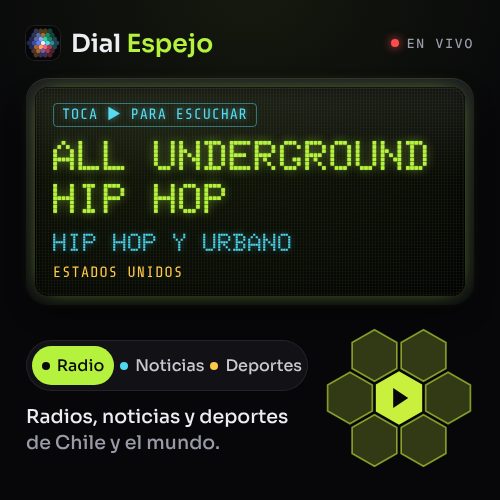 Dial Espejo
EN VIVO
TOCA ▶ PARA ESCUCHAR
ALL UNDERGROUND
HIP HOP
HIP HOP Y URBANO
ESTADOS UNIDOS
Radio
Noticias
Deportes
Radios, noticias y deportes
de Chile y el mundo.